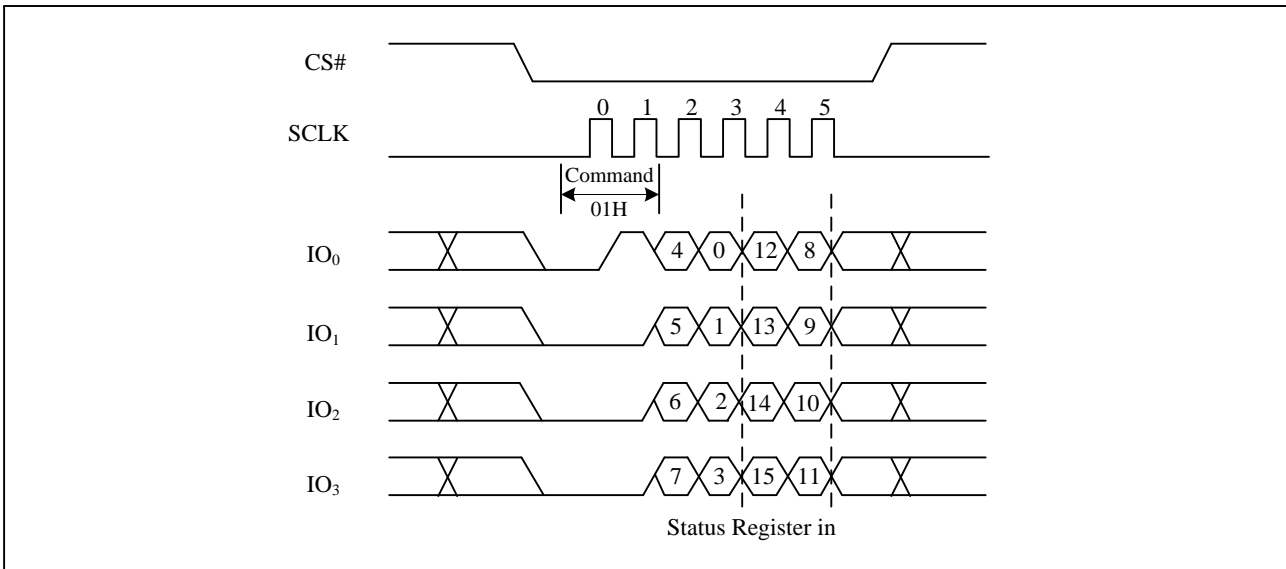 CS#
0 1 2 3 4 5
SCLK
Command
01H
IO0 4 0 12 8
IO1 5 1 13 9
IO2 6 2 14 10
IO3 7 3 15 11
Status Register in